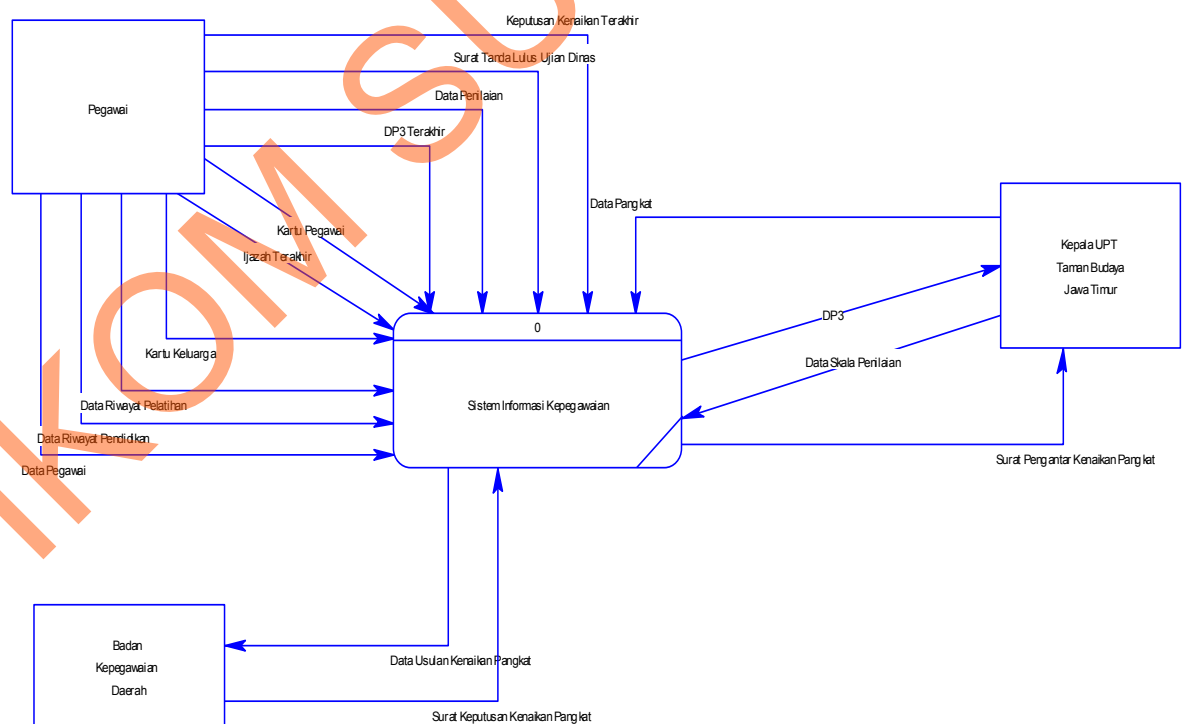 Keputusan Kenaikan Terakhir
Surat Tanda Lulus Ujian Dinas
Data Penilaian
Pegawai
DP3 Terakhir
Data Pangkat
Kartu Pegawai
Ijazah Terakhir
Kepala UPT
Taman Budaya
Jawa Timur
DP3
0
Kartu Keluarga
Data Skala Penilaian
Sistem Informasi Kepegawaian
Data Riwayat Pelatihan
Data Riwayat Pendidikan
Data Pegawai
Surat Pengantar Kenaikan Pangkat
Badan
Kepegawaian
Daerah
Data Usulan Kenaikan Pangkat
Surat Keputusan Kenaikan Pangkat
IKOM SU